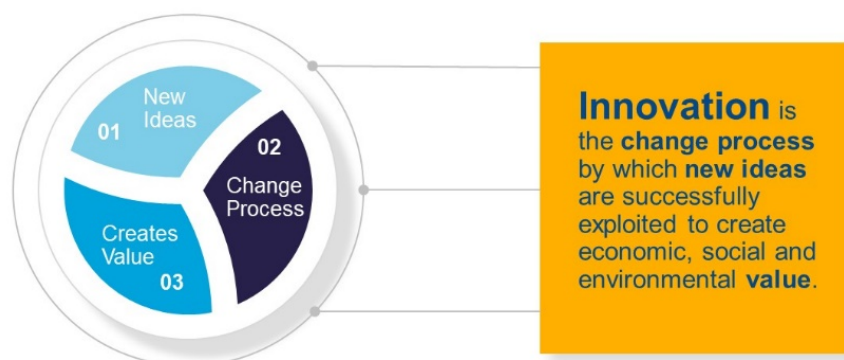 New
Ideas
01
02
Change
Process
Creates
Value
03
Innovation is
the change process
by which new ideas
are successfully
exploited to create
economic, social and
environmental value.